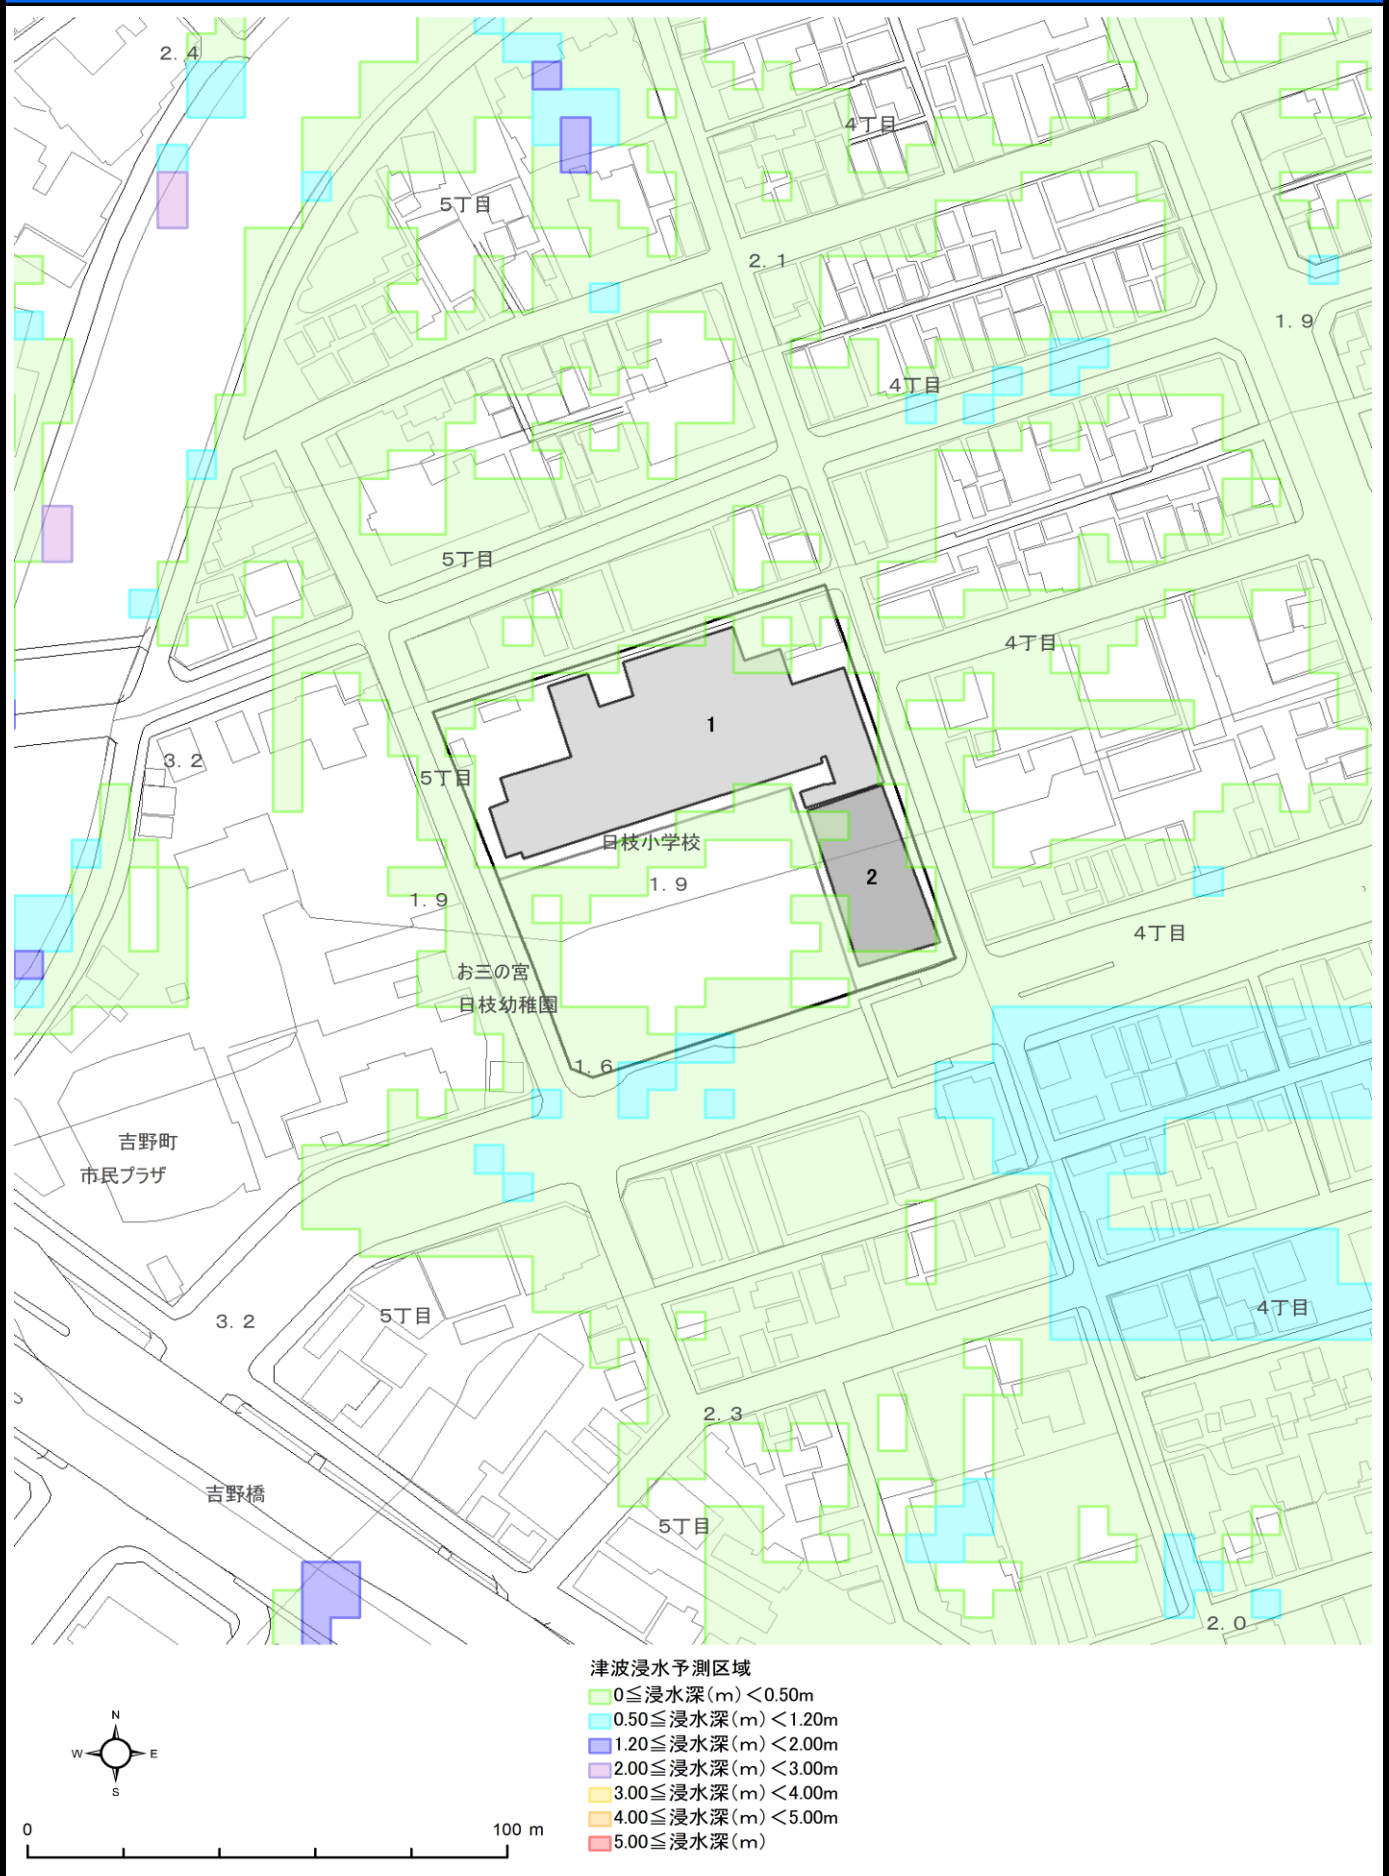 2.4
4丁目
5丁目
2.1
1.9
4丁目
5丁目
4丁目
1
3.2
5丁目
日枝小学校
2
1.9
1.9
4丁目
お三の宮
日枝幼稚園
1.6
吉野町
市民プラザ
4丁目
5丁目
3.2
2.3
吉野橋
5丁目
2.0
津波浸水予測区域
0≦浸水深(m)<0.50m
0.50≦浸水深(m)<1.20m
1.20≦浸水深(m)<2.00m
2.00≦浸水深(m)<3.00m
3.00≦浸水深(m)<4.00m
4.00≦浸水深(m)<5.00m
5.00≦浸水深(m)
N
W E
S
0 100 m